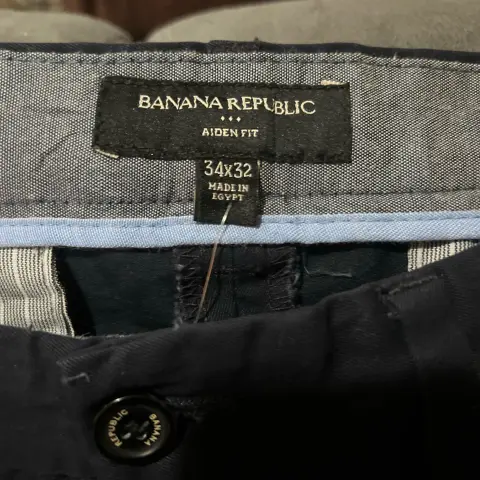 BANANA REPUBLIC
AIDEN FIT
34x32
MADE IN
EGYPT
REPUBLIC
BANANA